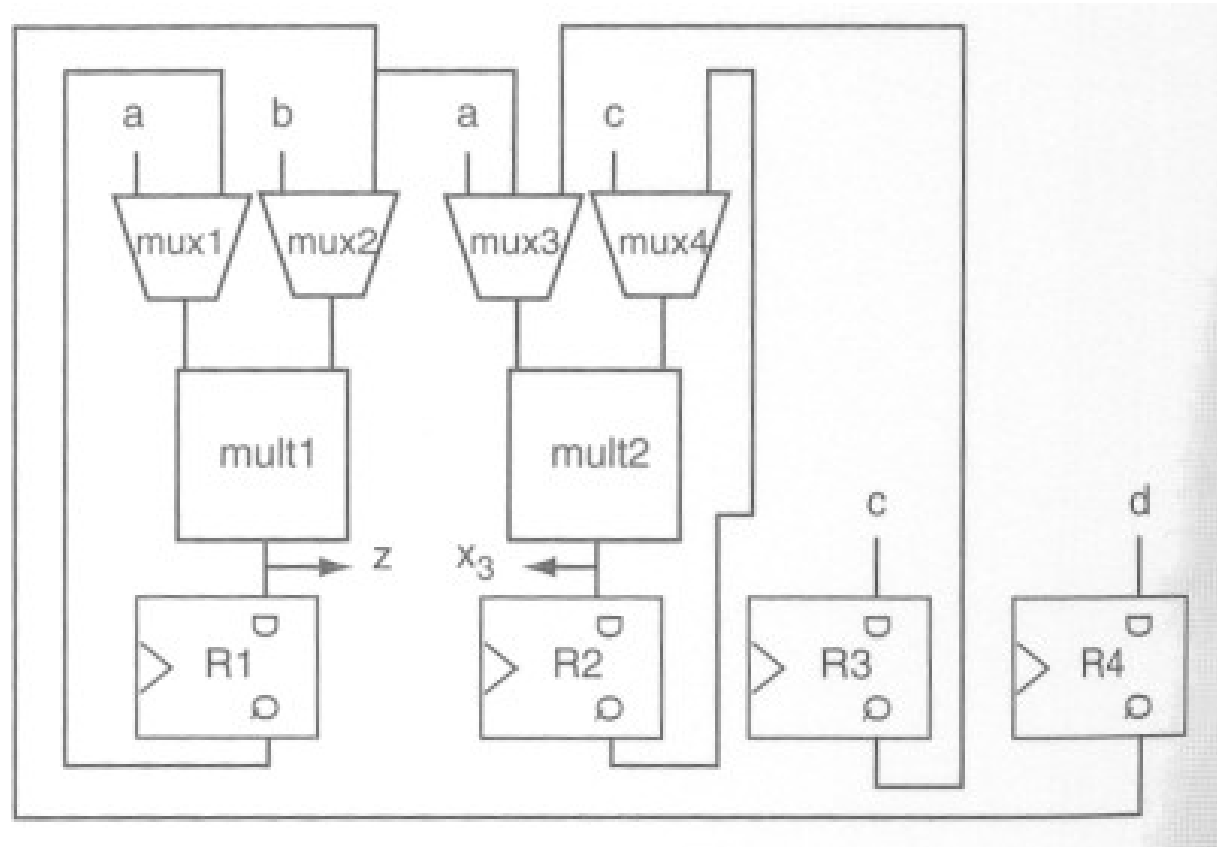 a b a c
mux1 mux2 mux3 mux4
mult1 mult2
c d
z x₃
D D D D
R1 R2 R3 R4
Q Q Q Q